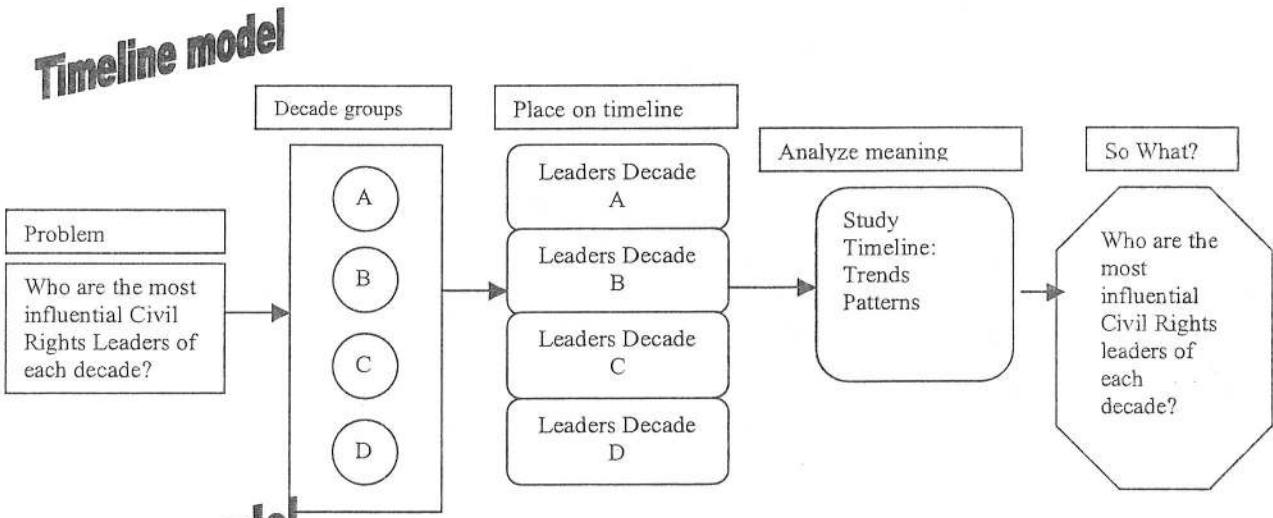 Timeline model
Decade groups
Place on timeline
Analyze meaning
So What?
Problem
Who are the most
influential Civil
Rights Leaders of
each decade?
A
B
C
D
Leaders Decade
A
Leaders Decade
B
Leaders Decade
C
Leaders Decade
D
Study
Timeline:
Trends
Patterns
Who are the
most
influential
Civil Rights
leaders of
each
decade?